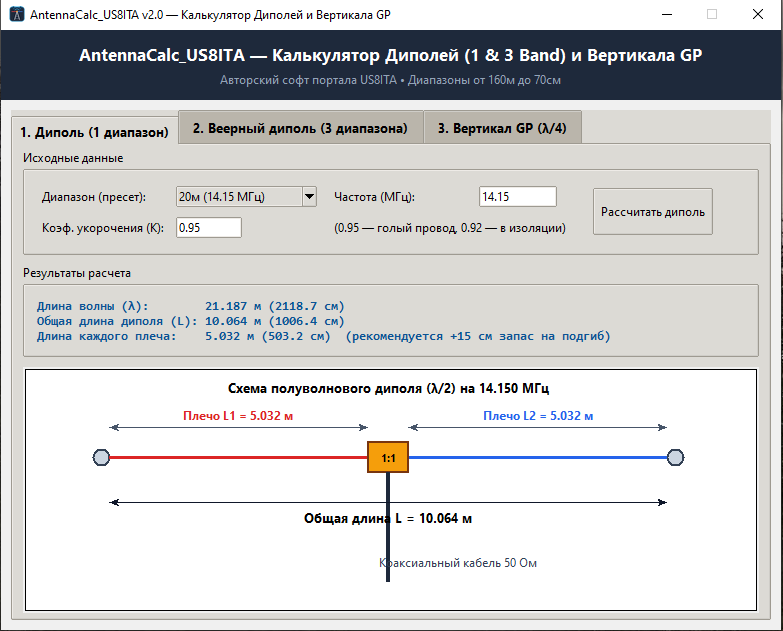 AntennaCalc_US8ITA v2.0 — Калькулятор Диполей и Вертикала GP
AntennaCalc_US8ITA — Калькулятор Диполей (1 & 3 Band) и Вертикала GP
Авторский софт портала US8ITA • Диапазоны от 160м до 70см
1. Диполь (1 диапазон)
2. Веерный диполь (3 диапазона)
3. Вертикал GP (λ/4)
Исходные данные
Диапазон (пресет):
20м (14.15 МГц)
Частота (МГц):
14.15
Рассчитать диполь
Коэф. укорочения (K):
0.95
(0.95 — голый провод, 0.92 — в изоляции)
Результаты расчета
Длина волны (λ): 21.187 м (2118.7 см)
Общая длина диполя (L): 10.064 м (1006.4 см)
Длина каждого плеча: 5.032 м (503.2 см) (рекомендуется +15 см запас на подгиб)
Схема полуволнового диполя (λ/2) на 14.150 МГц
Плечо L1 = 5.032 м
Плечо L2 = 5.032 м
1:1
Общая длина L = 10.064 м
Коаксиальный кабель 50 Ом